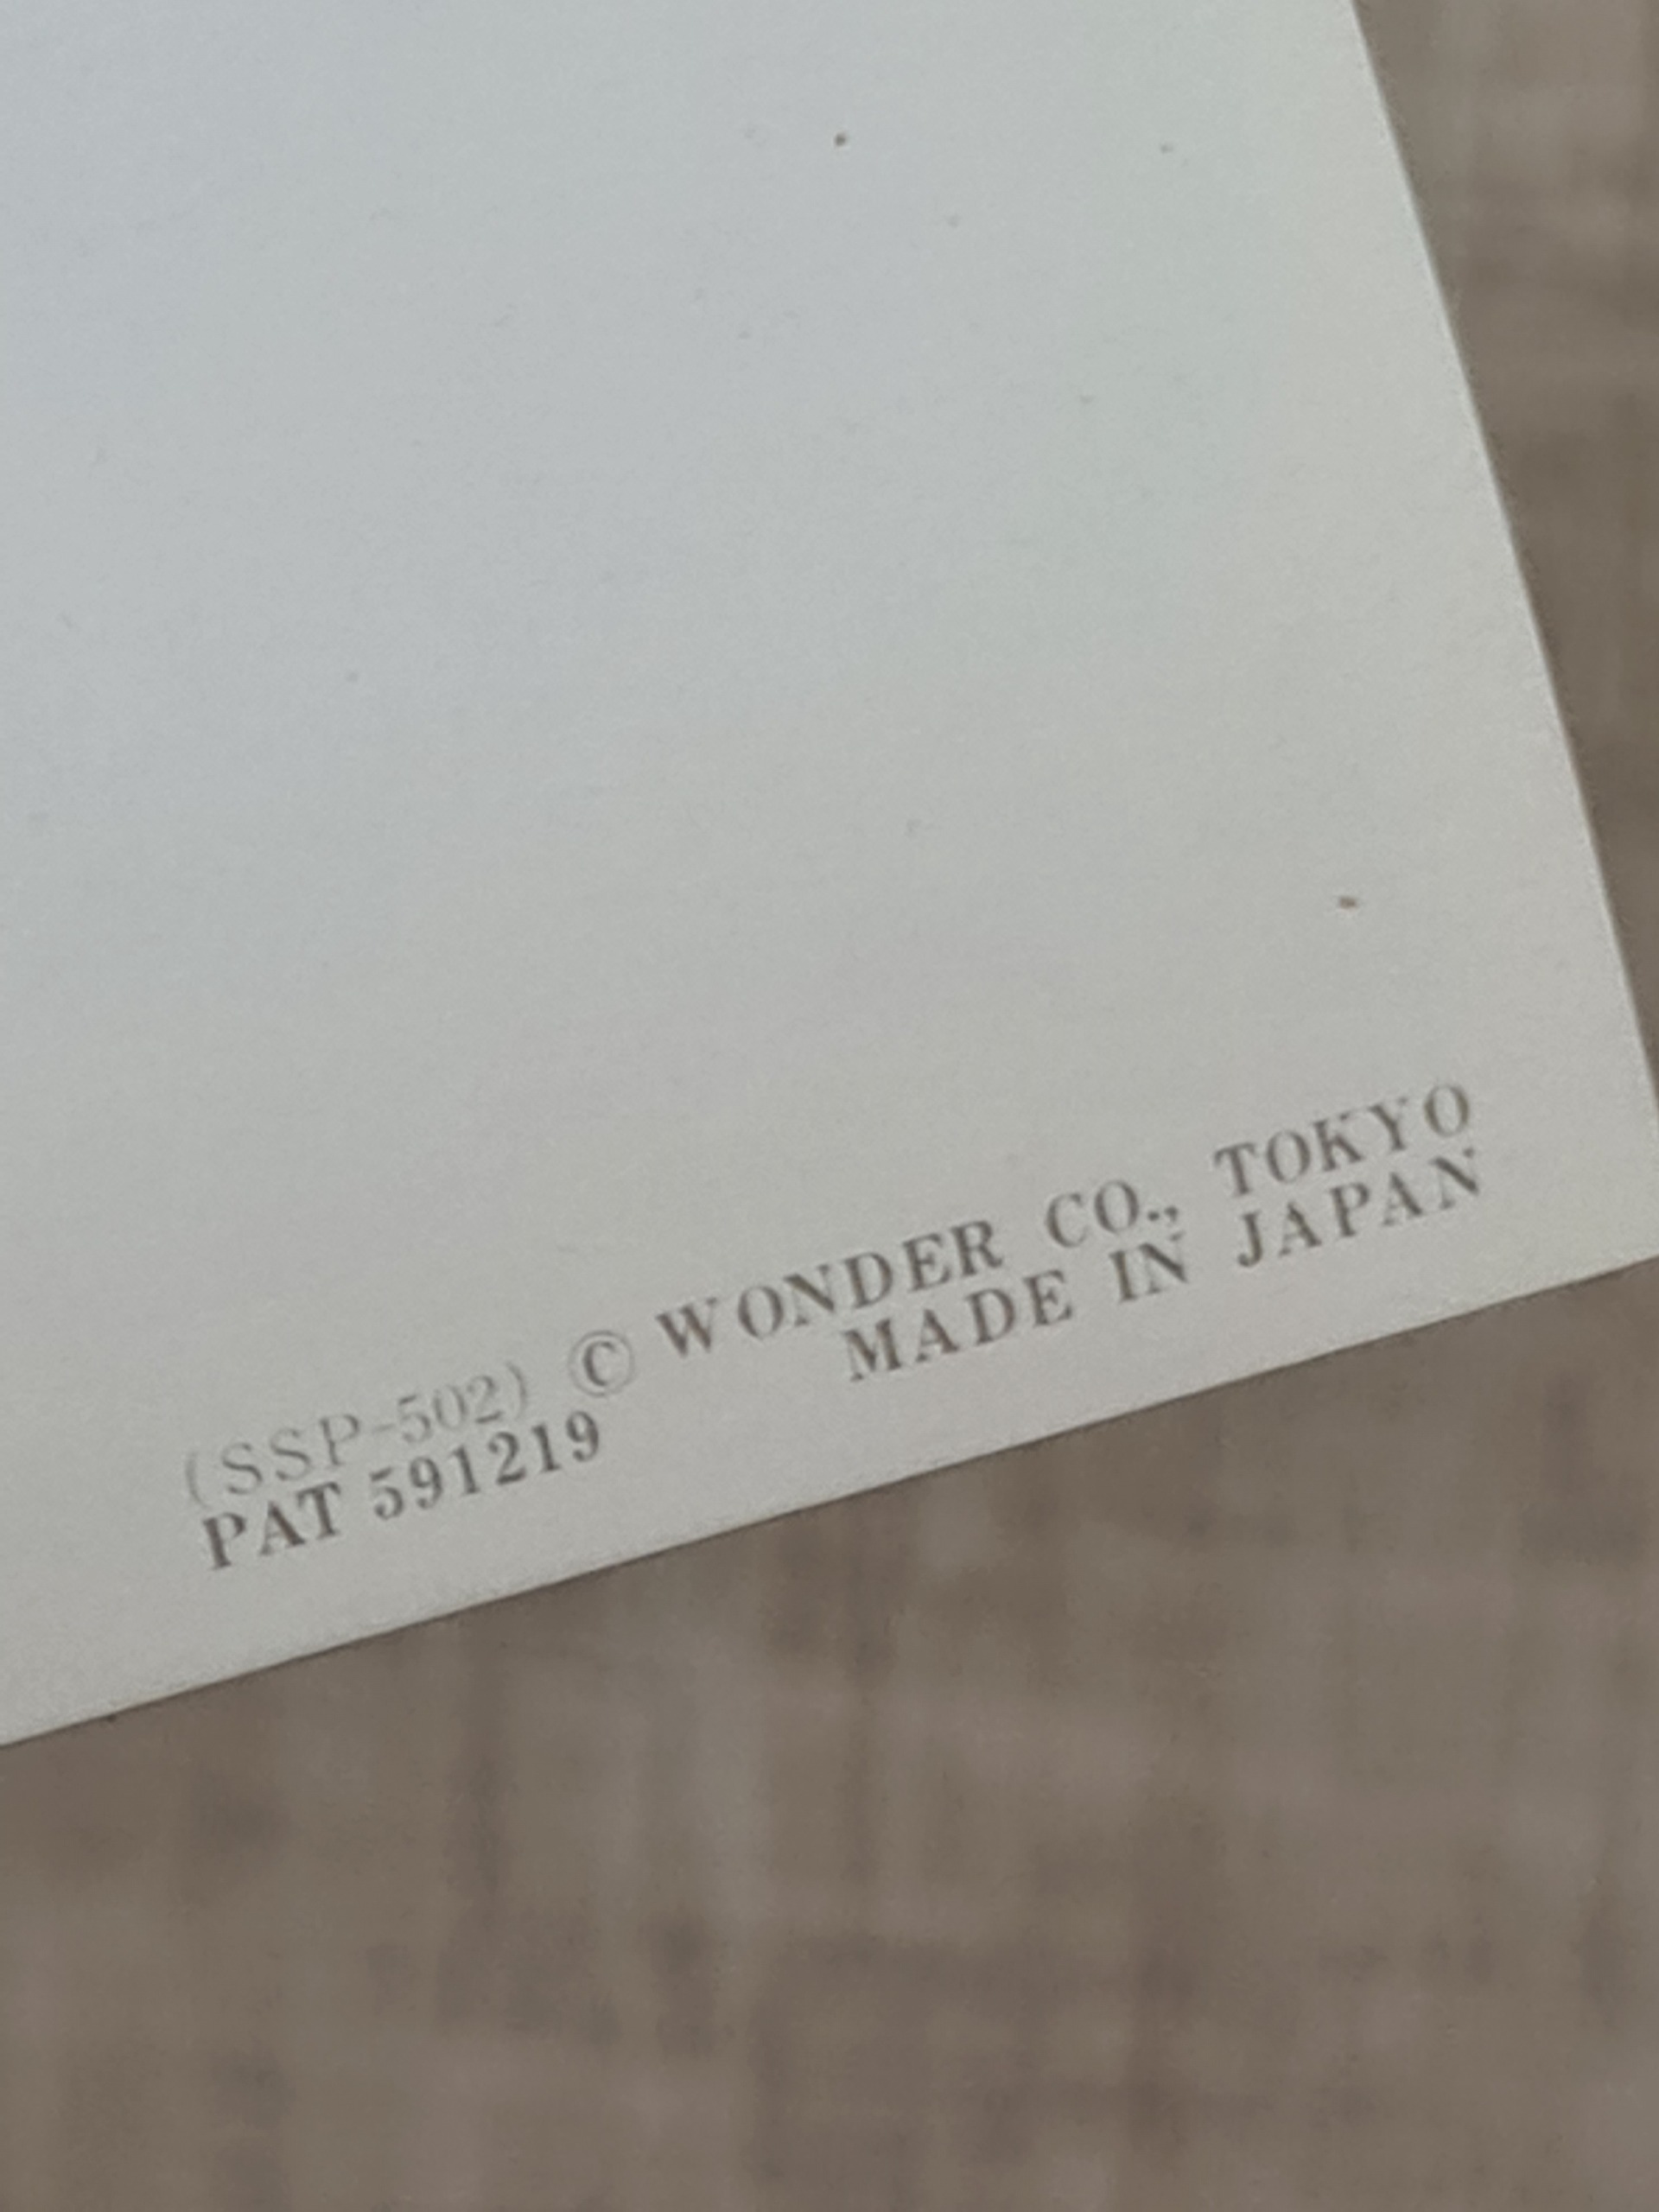 (SSP-502) © WONDER CO., TOKYO
PAT 591219 MADE IN JAPAN